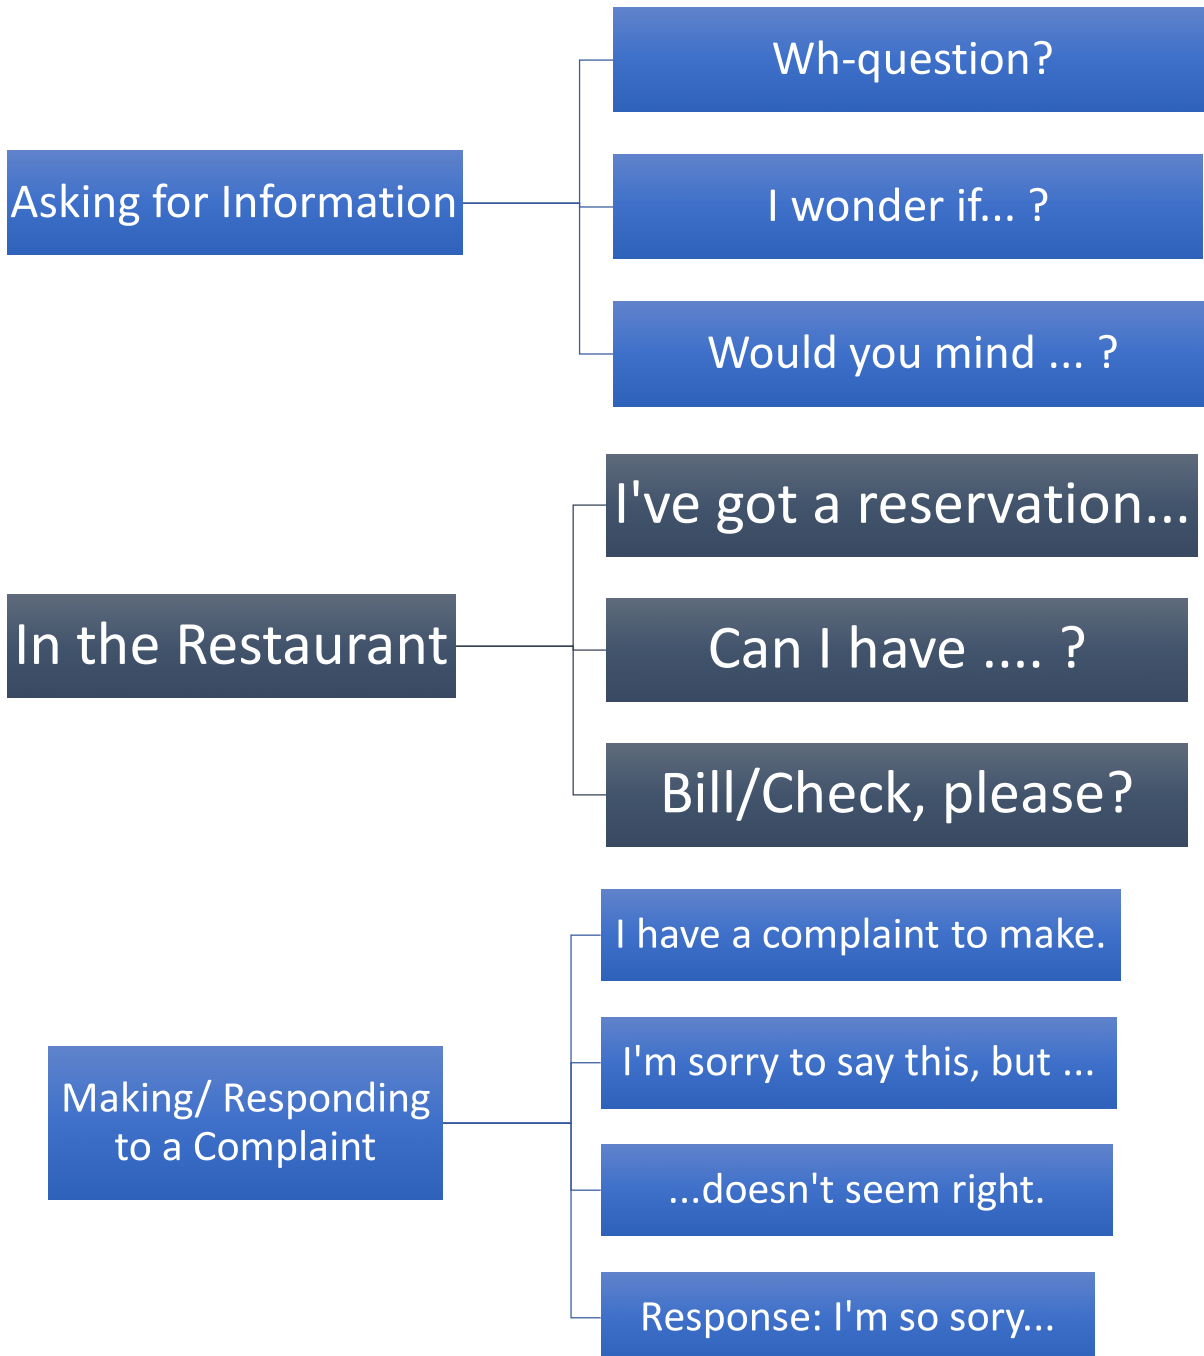 Asking for Information
Wh-question?
I wonder if... ?
Would you mind ... ?
In the Restaurant
I've got a reservation...
Can I have .... ?
Bill/Check, please?
Making/ Responding
to a Complaint
I have a complaint to make.
I'm sorry to say this, but ...
...doesn't seem right.
Response: I'm so sory...